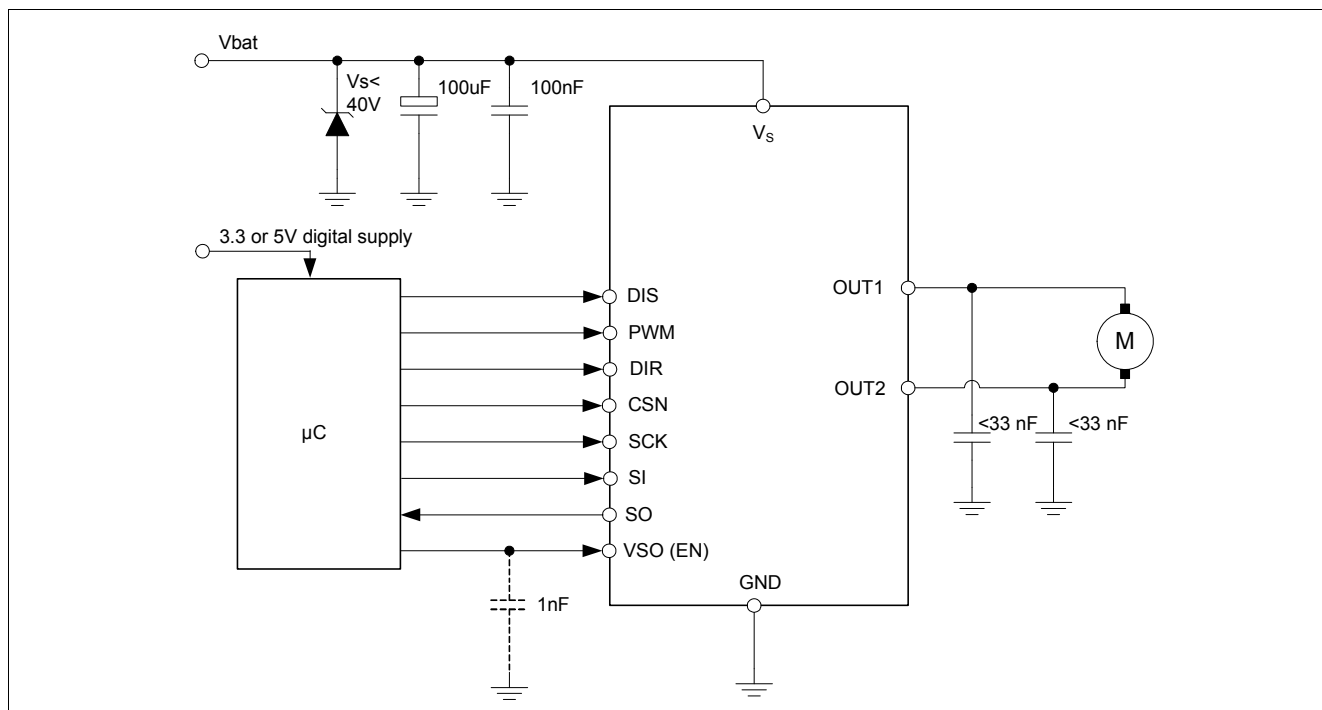 Vbat
Vs<
40V
100uF
100nF
VS
3.3 or 5V digital supply
µC
DIS
PWM
DIR
CSN
SCK
SI
SO
VSO (EN)
1nF
GND
OUT1
OUT2
M
<33 nF
<33 nF